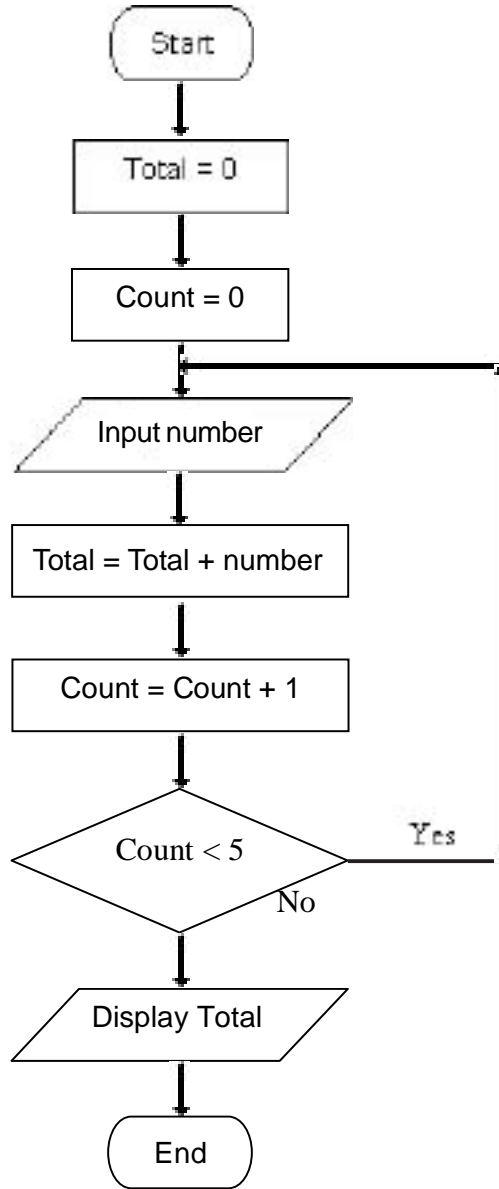 Start
Total = 0
Count = 0
Input number
Total = Total + number
Count = Count + 1
Count < 5
Yes
No
Display Total
End